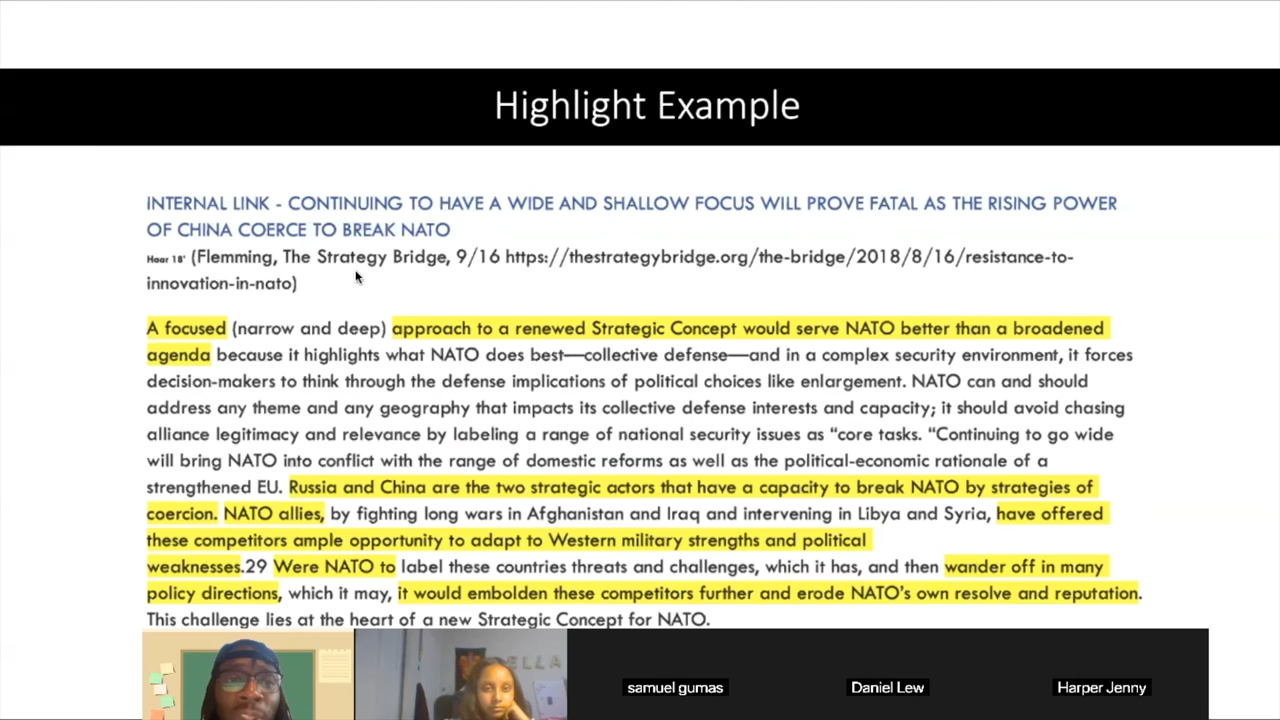 Highlight Example
INTERNAL LINK - CONTINUING TO HAVE A WIDE AND SHALLOW FOCUS WILL PROVE FATAL AS THE RISING POWER
OF CHINA COERCE TO BREAK NATO
Haar 18' (Flemming, The Strategy Bridge, 9/16 https://thestrategybridge.org/the-bridge/2018/8/16/resistance-to-
innovation-in-nato)
A focused (narrow and deep) approach to a renewed Strategic Concept would serve NATO better than a broadened
agenda because it highlights what NATO does best—collective defense—and in a complex security environment, it forces
decision-makers to think through the defense implications of political choices like enlargement. NATO can and should
address any theme and any geography that impacts its collective defense interests and capacity; it should avoid chasing
alliance legitimacy and relevance by labeling a range of national security issues as “core tasks. “Continuing to go wide
will bring NATO into conflict with the range of domestic reforms as well as the political-economic rationale of a
strengthened EU. Russia and China are the two strategic actors that have a capacity to break NATO by strategies of
coercion. NATO allies, by fighting long wars in Afghanistan and Iraq and intervening in Libya and Syria, have offered
these competitors ample opportunity to adapt to Western military strengths and political
weaknesses.29 Were NATO to label these countries threats and challenges, which it has, and then wander off in many
policy directions, which it may, it would embolden these competitors further and erode NATO’s own resolve and reputation.
This challenge lies at the heart of a new Strategic Concept for NATO.
ELLA
samuel gumas
Daniel Lew
Harper Jenny